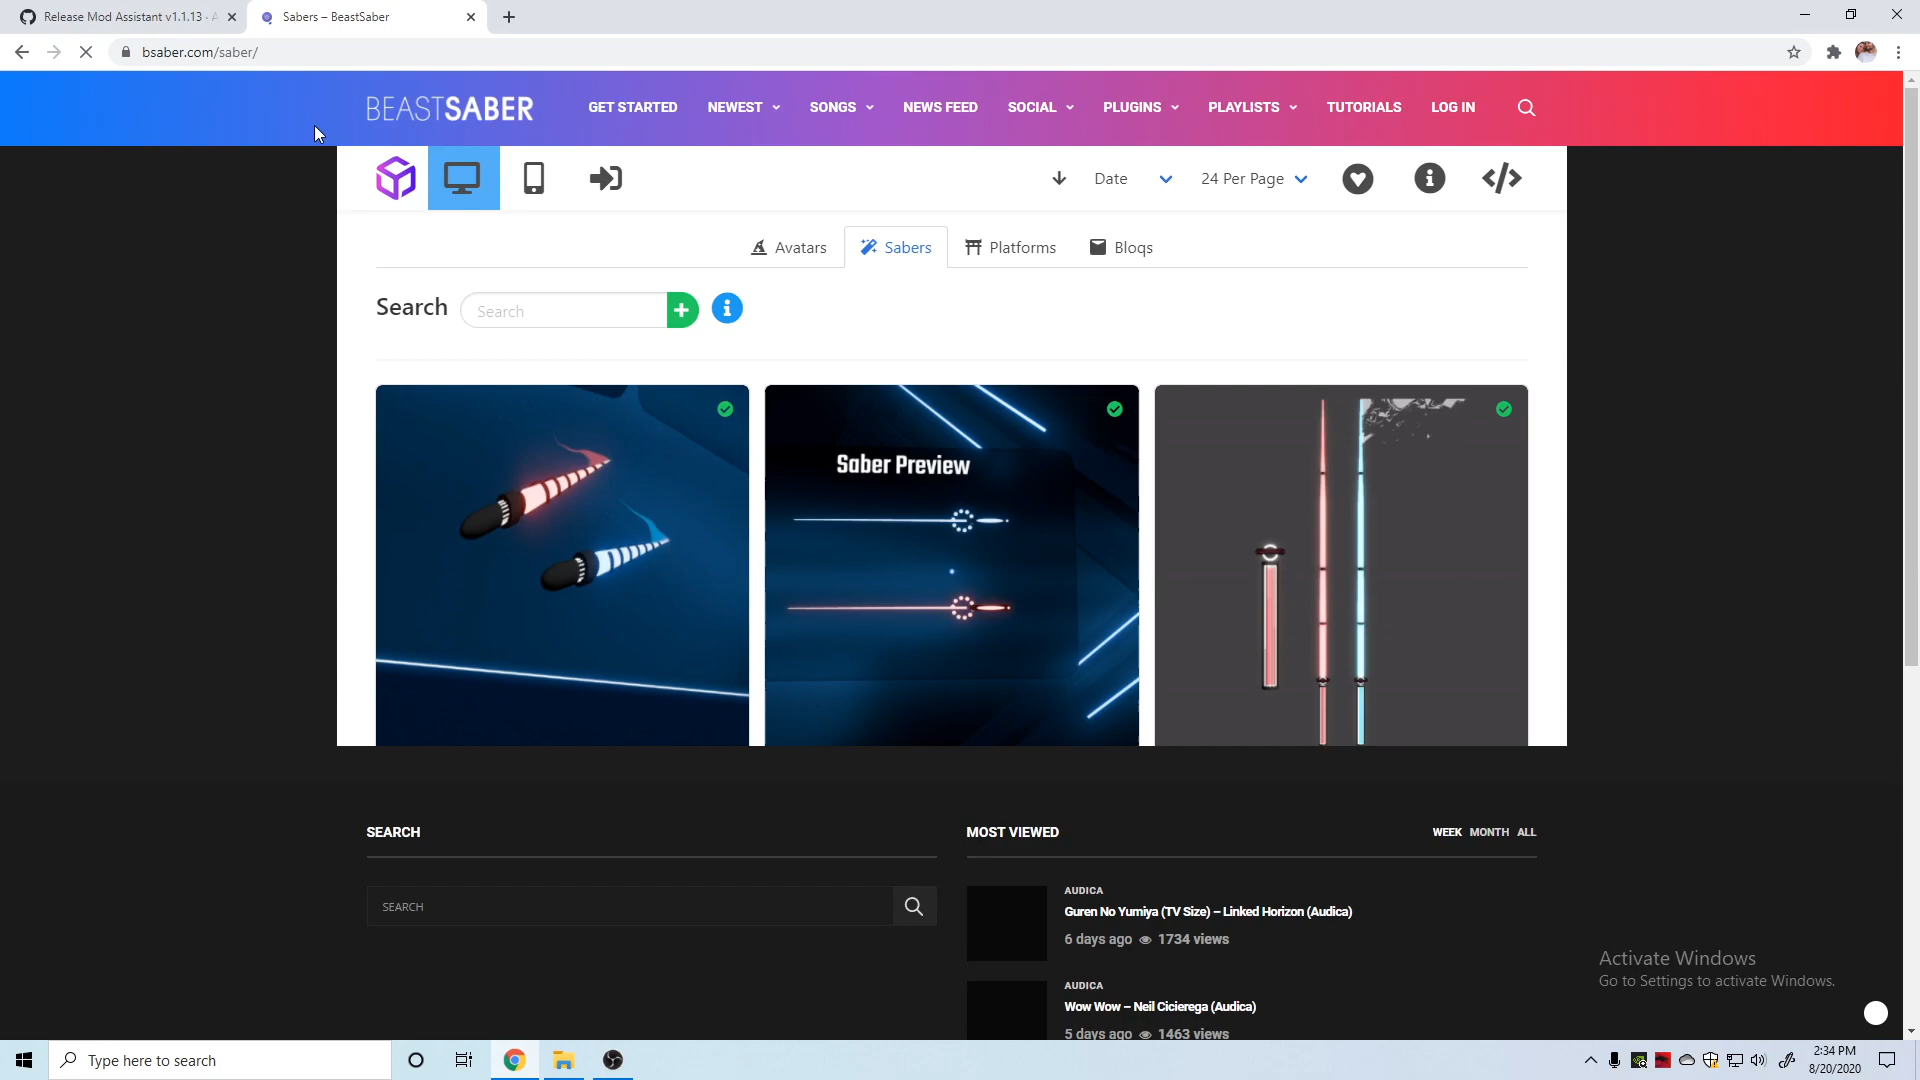 Release Mod Assistant v1.1.13 ·
Sabers – BeastSaber
bsaber.com/saber/
BEASTSABER
GET STARTED
NEWEST
SONGS
NEWS FEED
SOCIAL
PLUGINS
PLAYLISTS
TUTORIALS
LOG IN
Date
24 Per Page
Avatars
Sabers
Platforms
Bloqs
Search
Search
Saber Preview
SEARCH
SEARCH
MOST VIEWED
WEEK MONTH ALL
AUDICA
Guren No Yumiya (TV Size) – Linked Horizon (Audica)
6 days ago 1734 views
AUDICA
Wow Wow – Neil Cicierega (Audica)
5 days ago 1463 views
Activate Windows
Go to Settings to activate Windows.
Type here to search
2:34 PM
8/20/2020